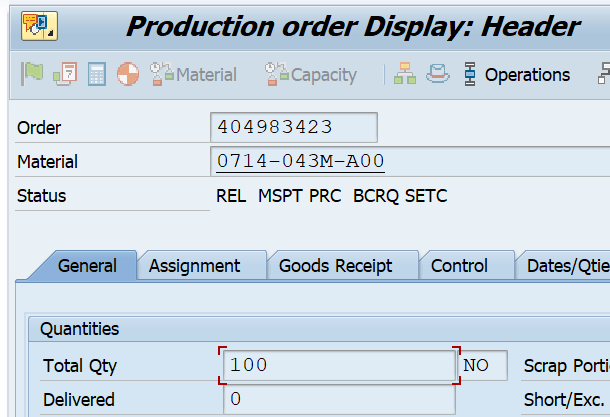 Production order Display: Header
Material Capacity Operations
Order 404983423
Material 0714-043M-A00
Status REL MSPT PRC BCRQ SETC
General Assignment Goods Receipt Control Dates/Qtie
Quantities
Total Qty 100 NO Scrap Porti
Delivered 0 Short/Exc.